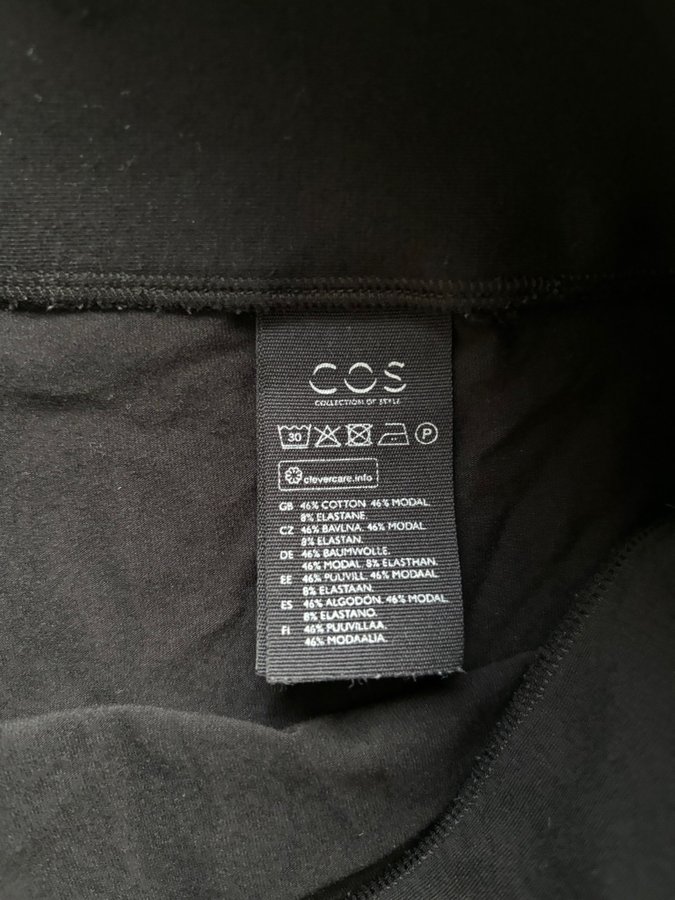 COS
COLLECTION OF STYLE
30
P
clevercare.info
GB 46% COTTON. 46% MODAL.
8% ELASTANE.
CZ 46% BAVLNA. 46% MODAL.
8% ELASTAN.
DE 46% BAUMWOLLE.
46% MODAL. 8% ELASTHAN.
EE 46% PUUVILL. 46% MODAAL.
8% ELASTAAN.
ES 46% ALGODÓN. 46% MODAL.
8% ELASTANO.
FI 46% PUUVILLAA.
46% MODAALIA.